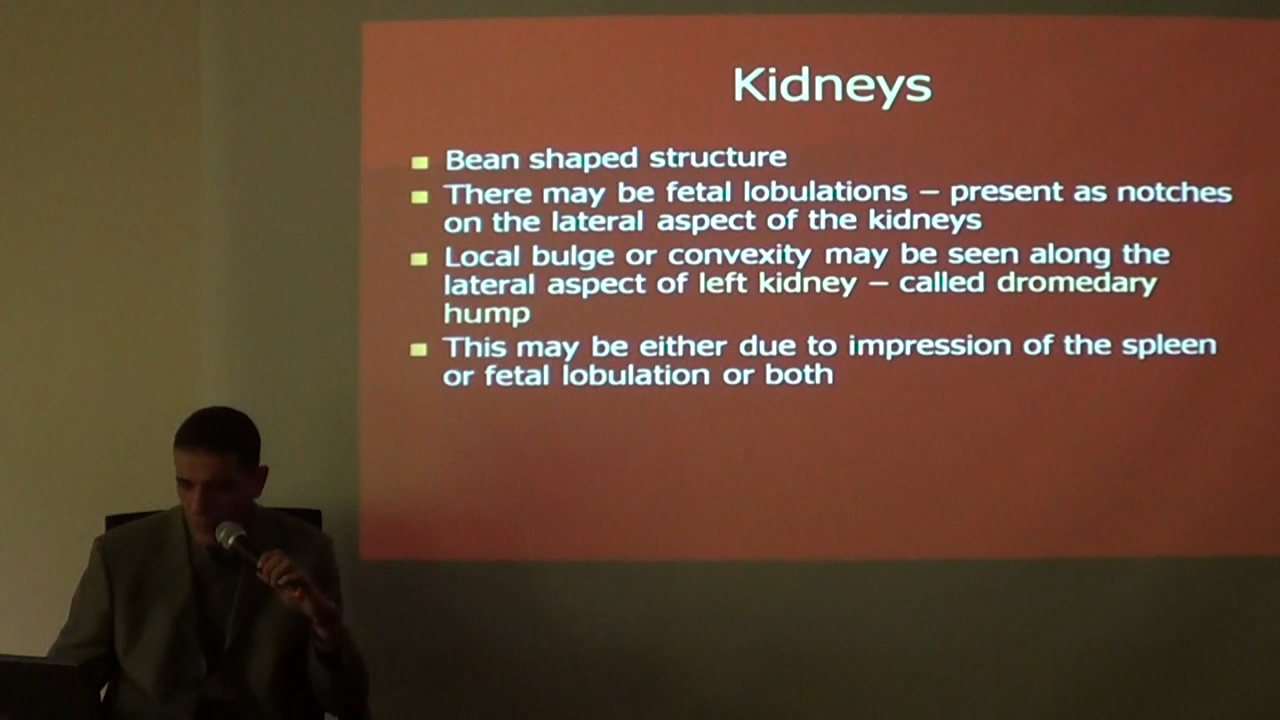 Kidneys
Bean shaped structure
There may be fetal lobulations – present as notches
on the lateral aspect of the kidneys
Local bulge or convexity may be seen along the
lateral aspect of left kidney – called dromedary
hump
This may be either due to impression of the spleen
or fetal lobulation or both